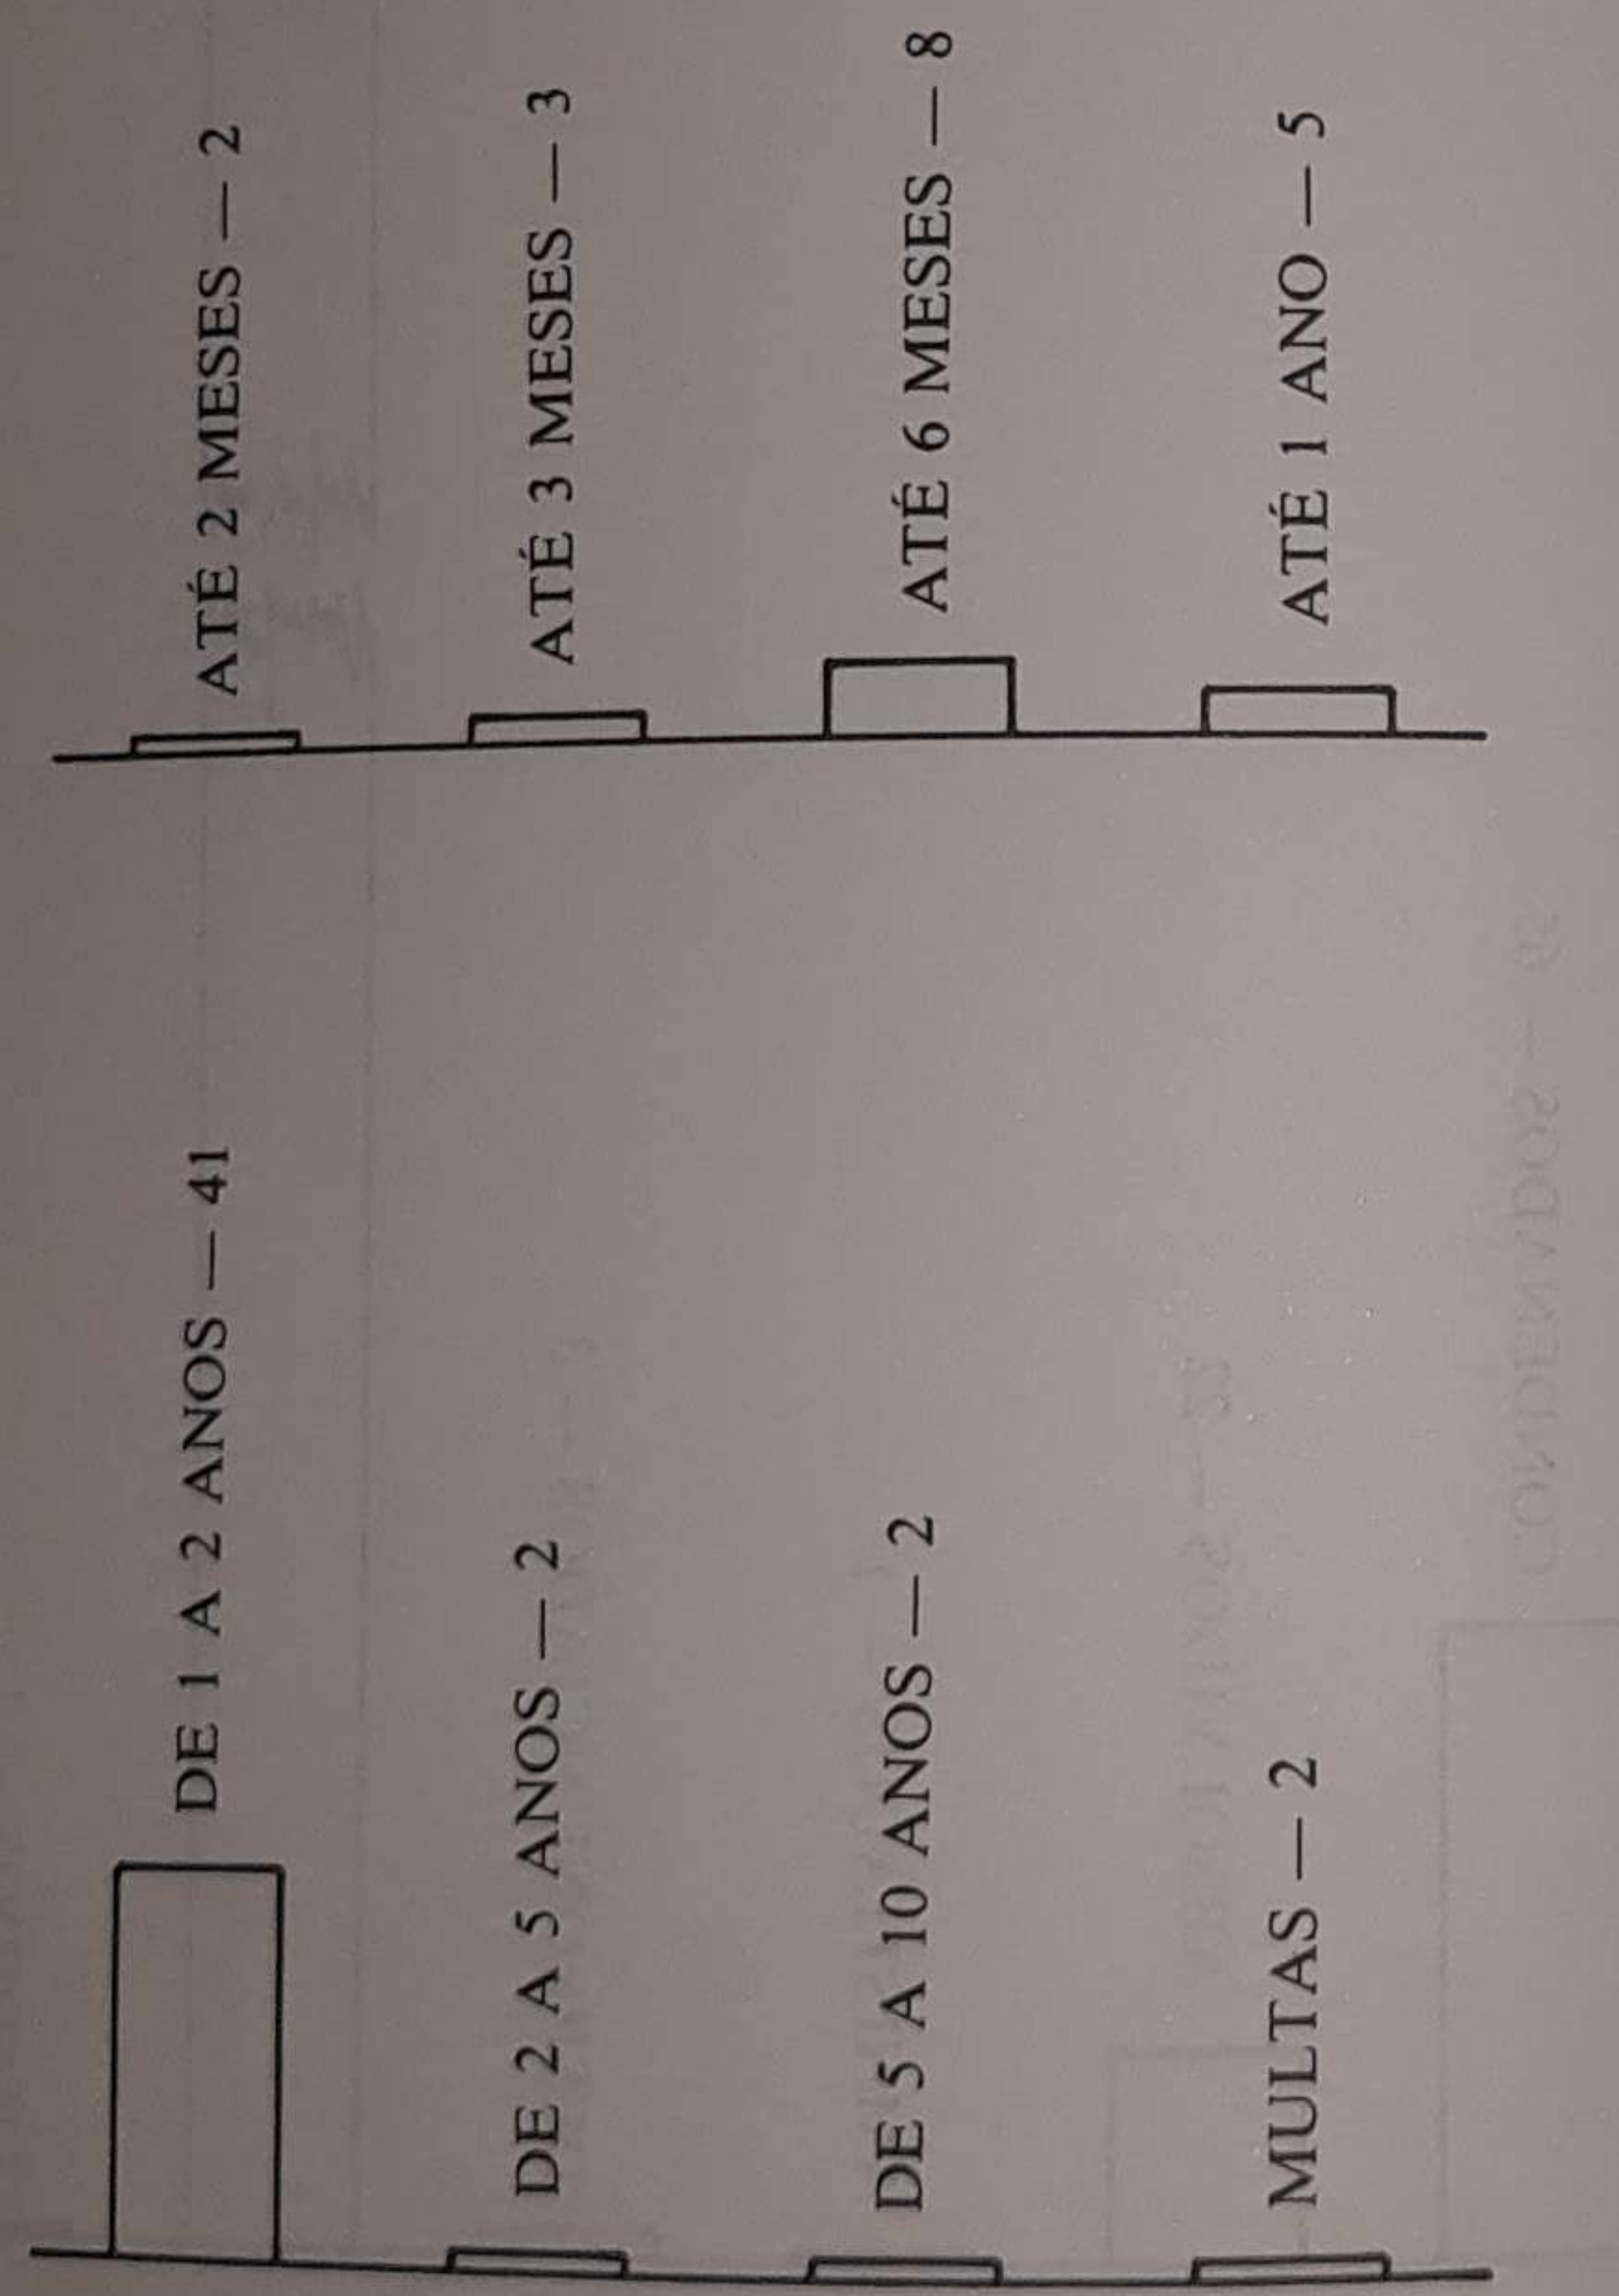 DE 1 A 2 ANOS — 41
DE 2 A 5 ANOS — 2
DE 5 A 10 ANOS — 2
MULTAS — 2
ATÉ 2 MESES — 2
ATÉ 3 MESES — 3
ATÉ 6 MESES — 8
ATÉ 1 ANO — 5